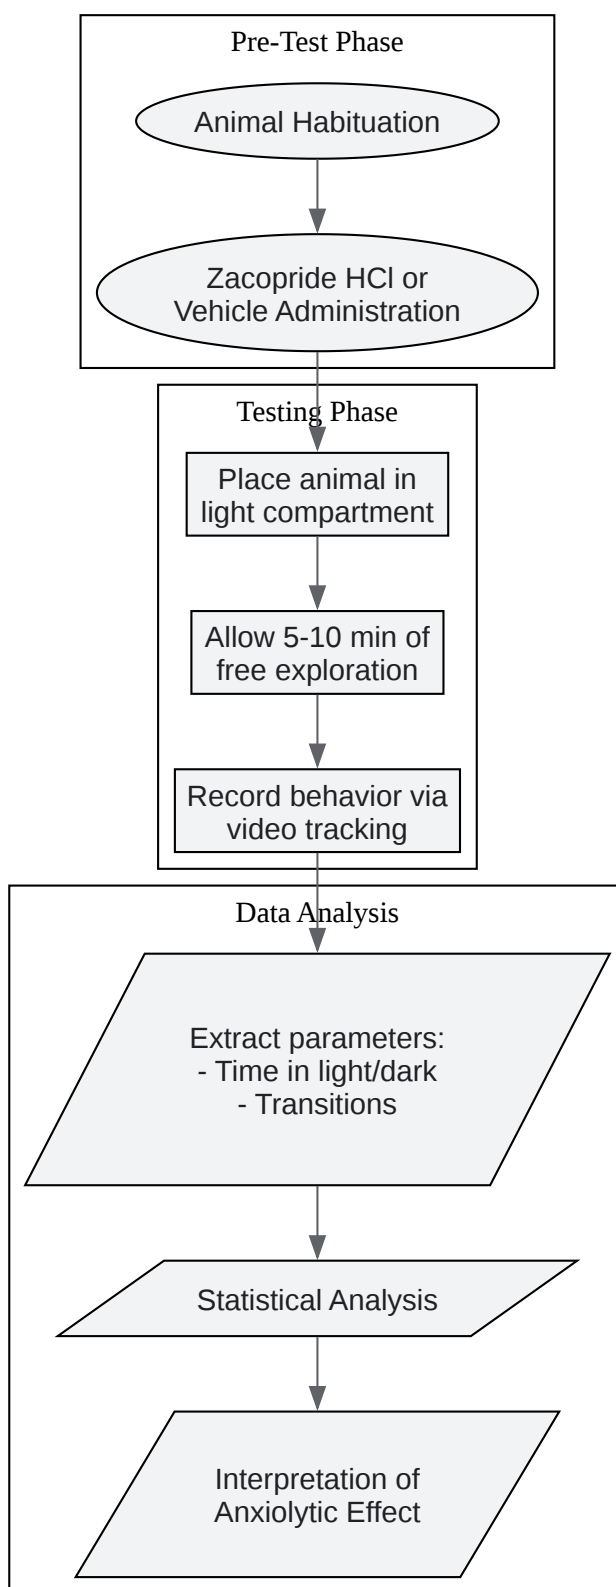 Pre-Test Phase
Animal Habituation
Zacopride HCl or
Vehicle Administration
Testing Phase
Place animal in
light compartment
Allow 5-10 min of
free exploration
Record behavior via
video tracking
Data Analysis
Extract parameters:
- Time in light/dark
- Transitions
Statistical Analysis
Interpretation of
Anxiolytic Effect